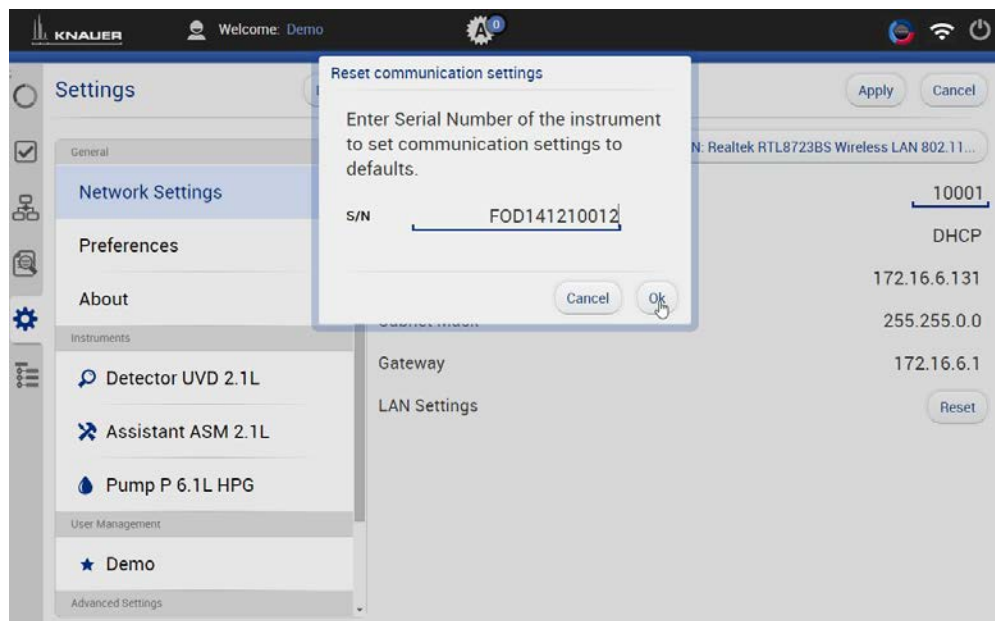 KNAUER
Welcome: Demo
A 0
Settings
Apply
Cancel
Reset communication settings
Enter Serial Number of the instrument
to set communication settings to
defaults.
S/N FOD141210012
Cancel
Ok
General
Network Settings
Preferences
About
Instruments
Detector UVD 2.1L
Assistant ASM 2.1L
Pump P 6.1L HPG
User Management
Demo
Advanced Settings
N: Realtek RTL8723BS Wireless LAN 802.11...
10001
DHCP
172.16.6.131
Subnet Mask 255.255.0.0
Gateway 172.16.6.1
LAN Settings Reset